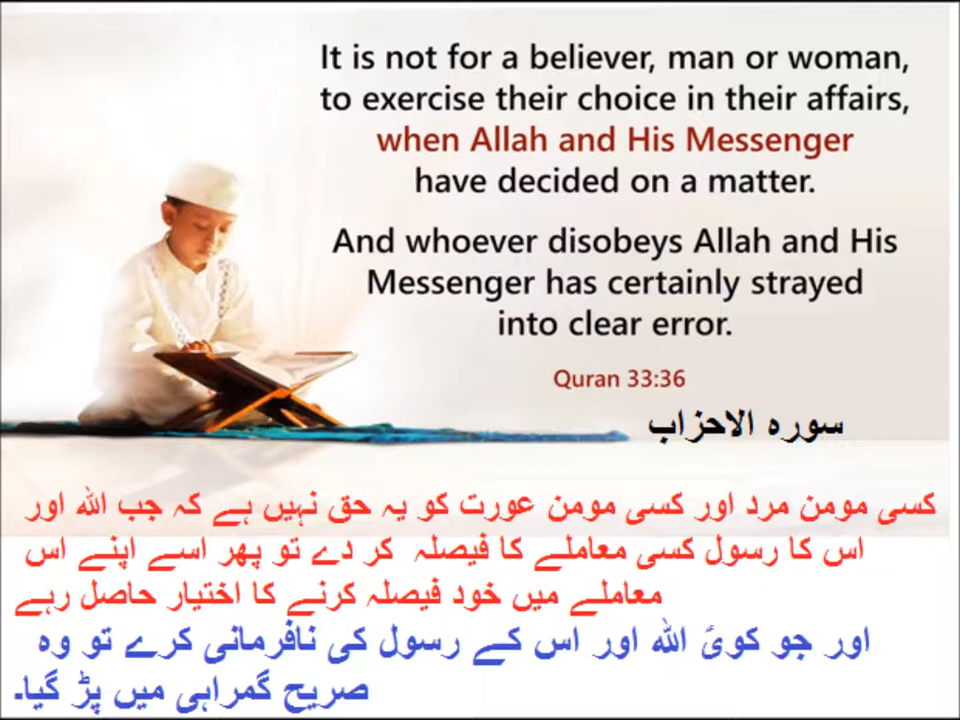 It is not for a believer, man or woman,
to exercise their choice in their affairs,
when Allah and His Messenger
have decided on a matter.
And whoever disobeys Allah and His
Messenger has certainly strayed
into clear error.
Quran 33:36
سورہ الاحزاب
کسی مومن مرد اور کسی مومن عورت کو یہ حق نہیں ہے کہ جب اللہ اور
اس کا رسول کسی معاملے کا فیصلہ کر دے تو پھر اسے اپنے اس
معاملے میں خود فیصلہ کرنے کا اختیار حاصل رہے
اور جو کوئ اللہ اور اس کے رسول کی نافرمانی کرے تو وہ
صریح گمراہی میں پڑ گیا۔